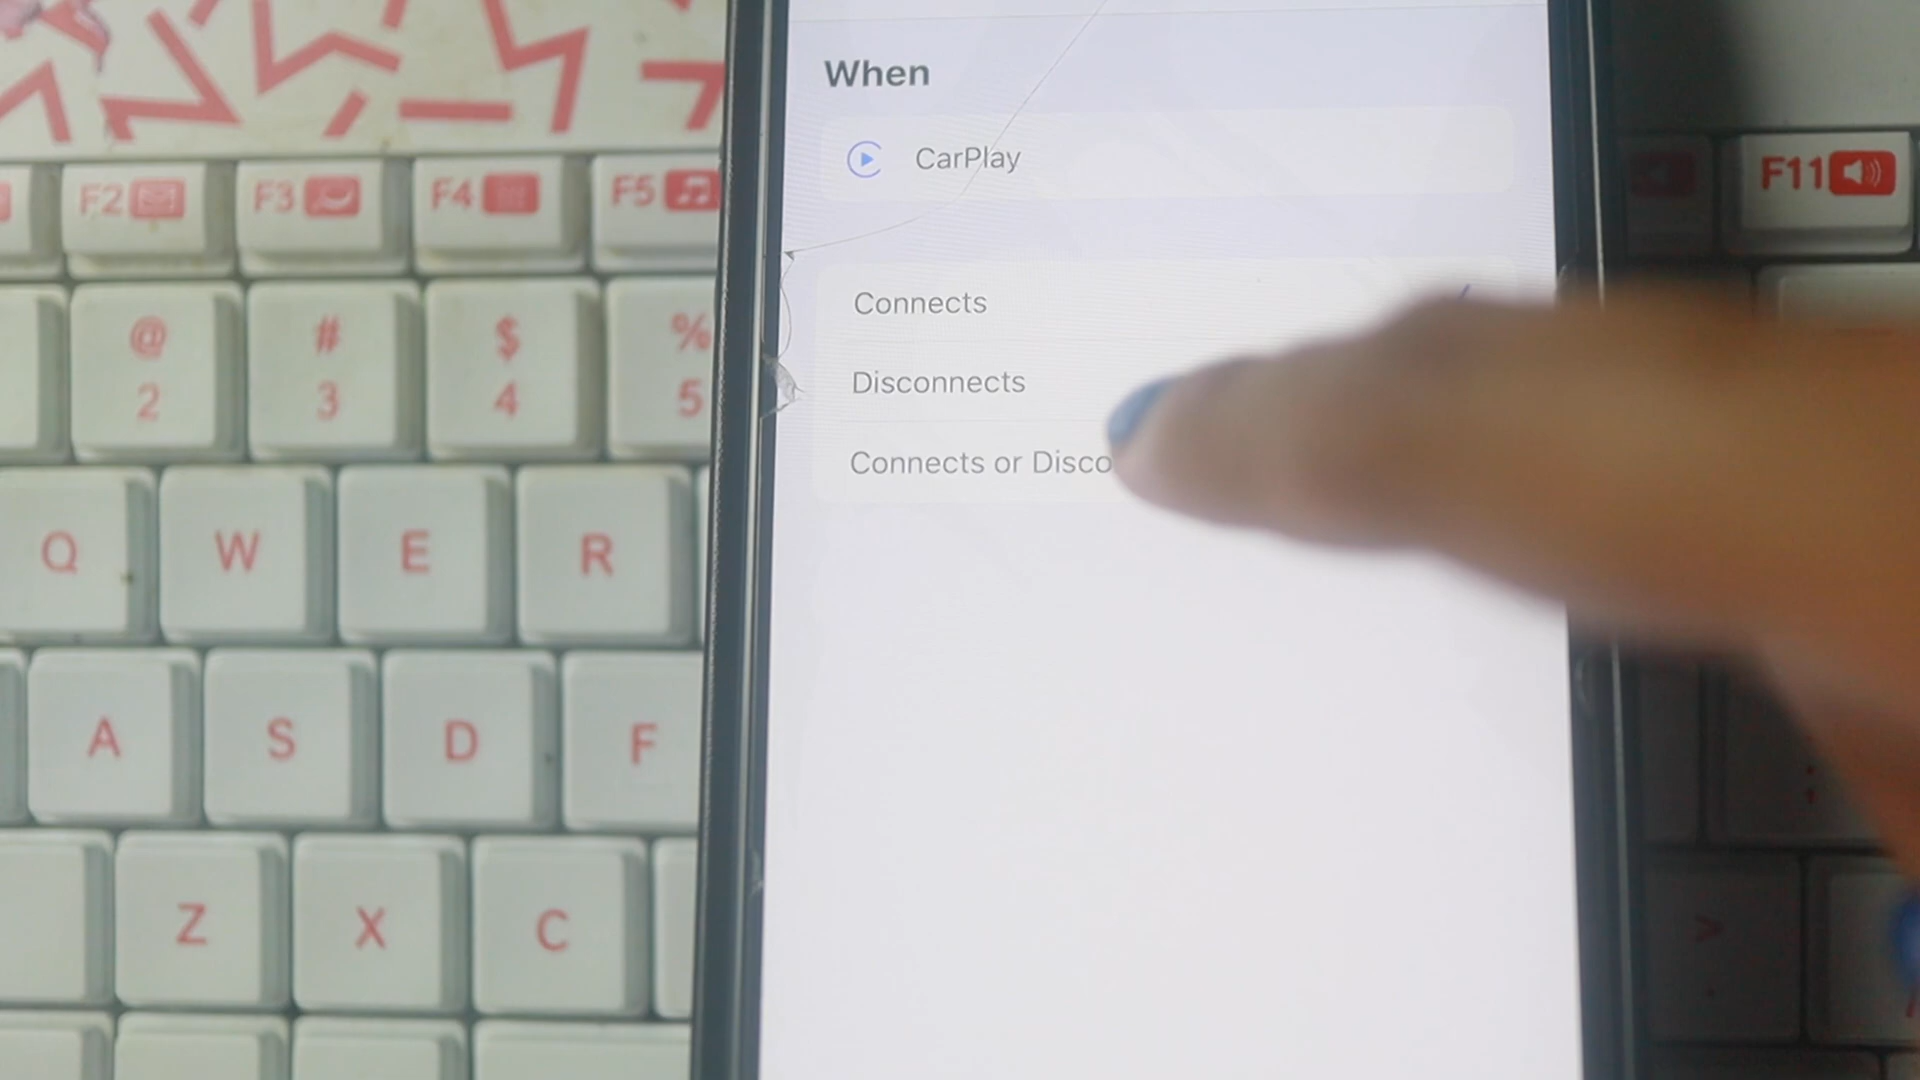 When
CarPlay
F2 F3 F4 F5 F11
Connects
@ # $ %
2 3 4 5
Disconnects
Connects or Disco
Q W E R
A S D F
Z X C
>